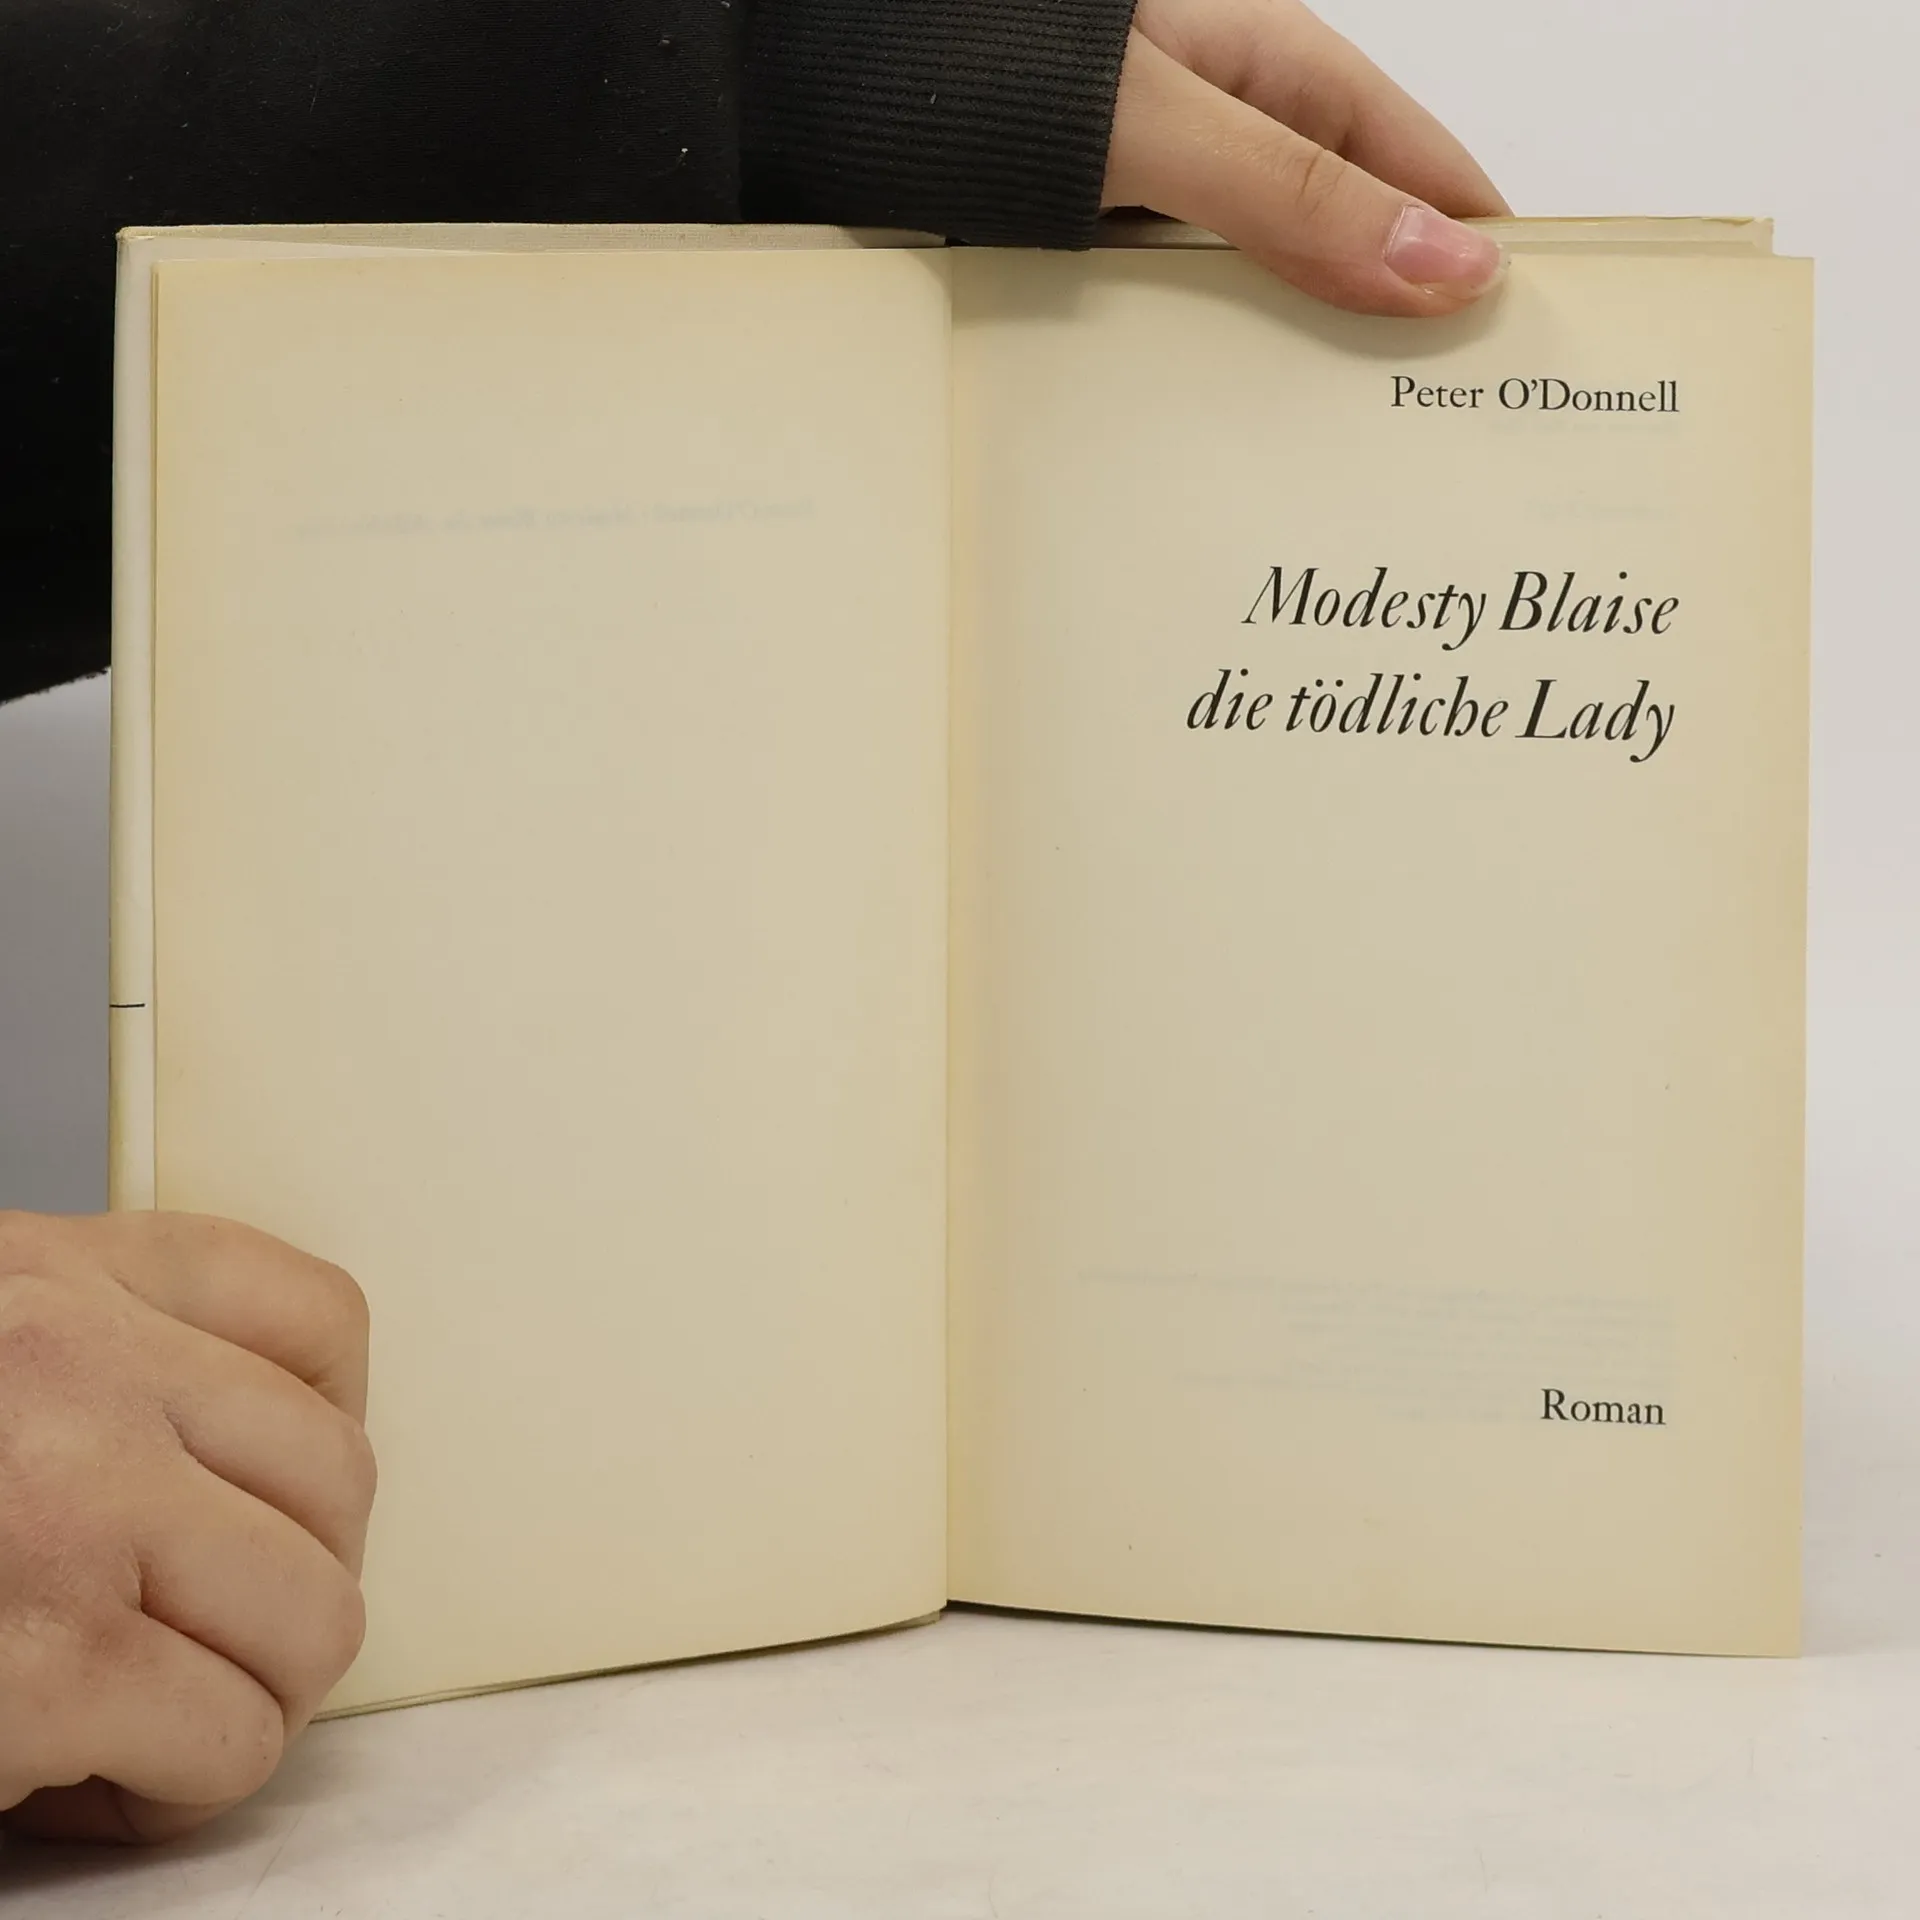 Peter O’Donnell
Modesty Blaise
die tödliche Lady
Roman